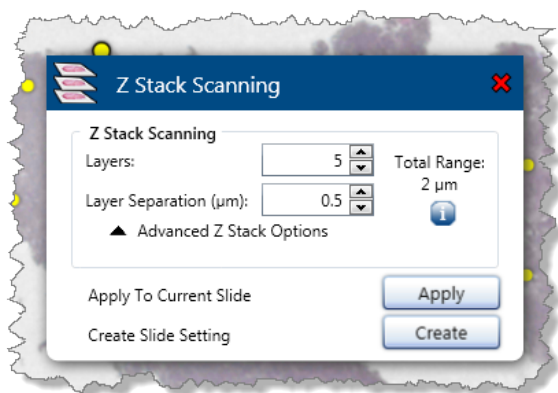 Z Stack Scanning
Z Stack Scanning
Layers: 5
Total Range:
2 µm
Layer Separation (µm): 0.5
Advanced Z Stack Options
Apply To Current Slide Apply
Create Slide Setting Create